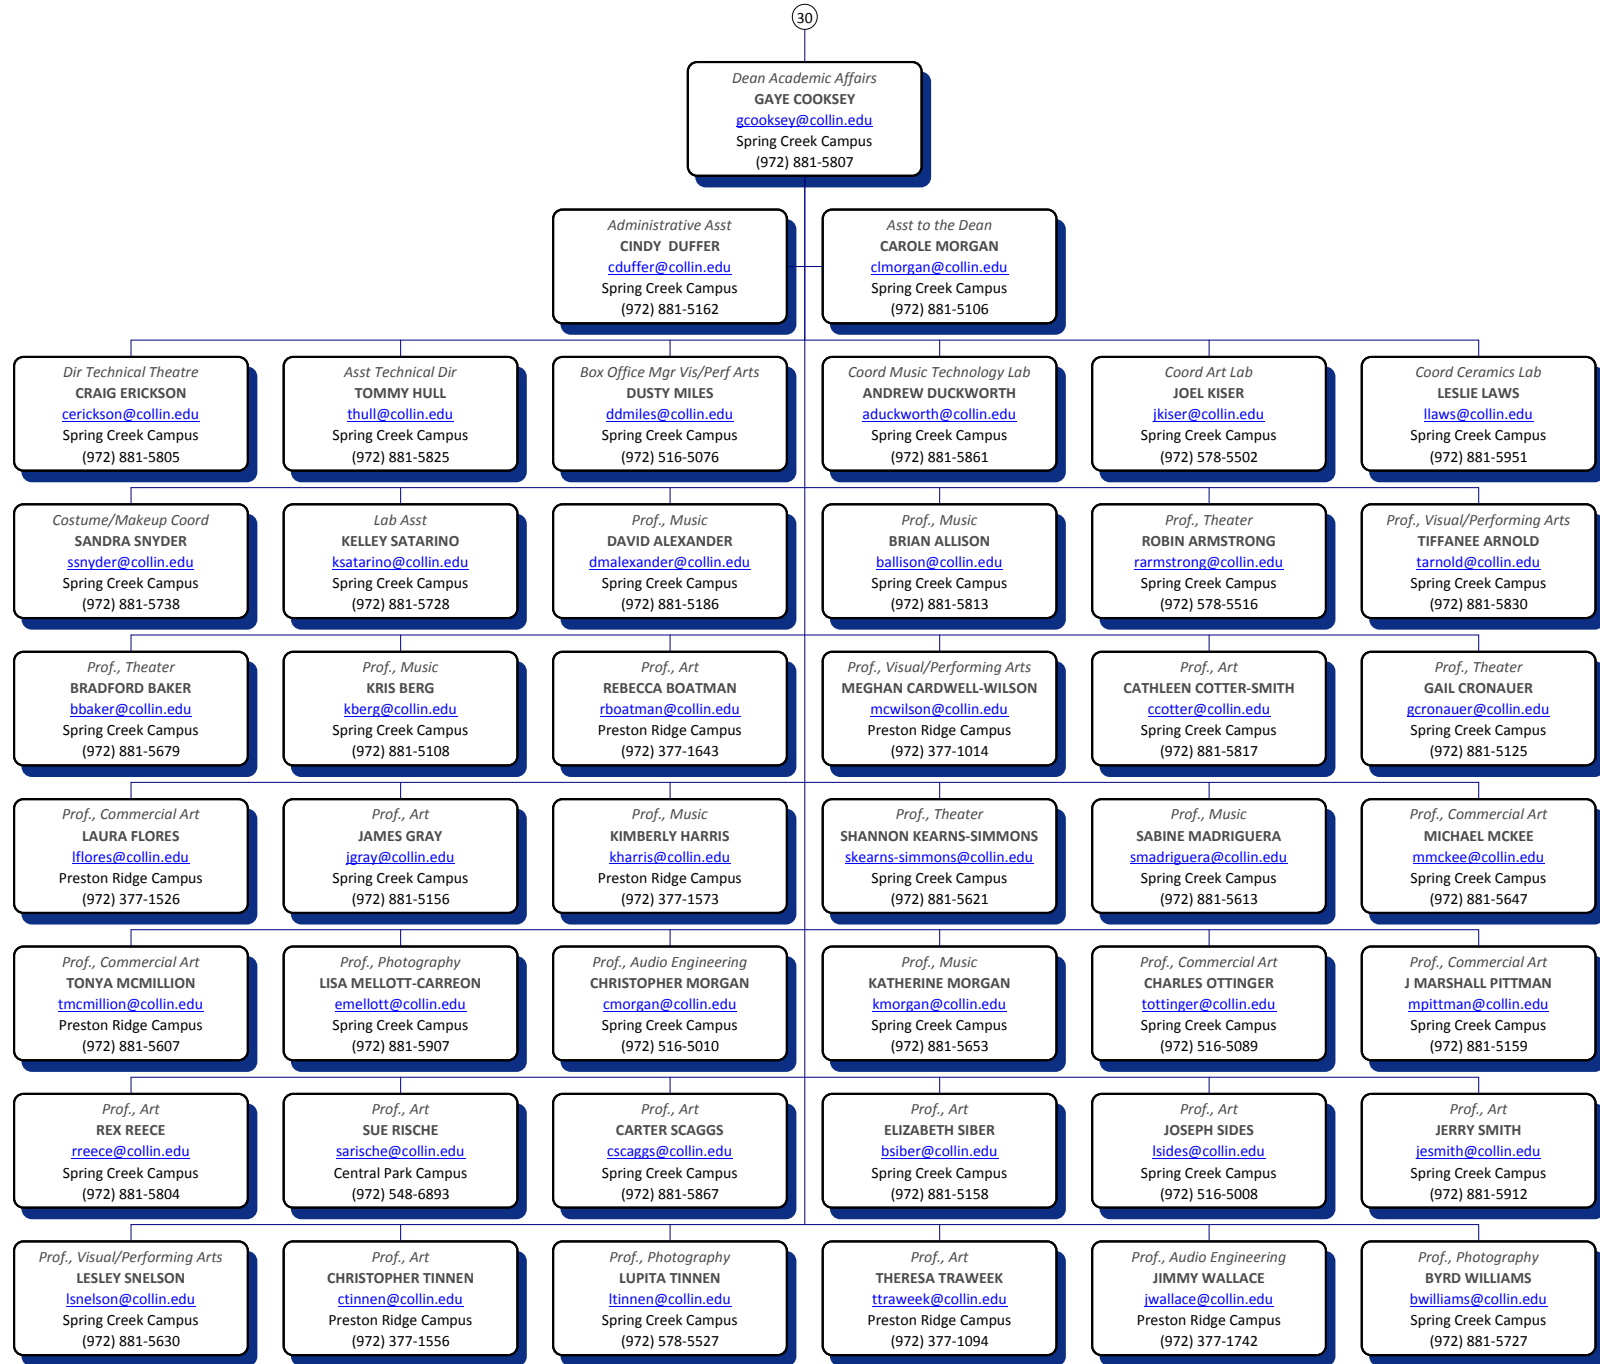 30
Dean Academic Affairs
GAYE COOKSEY
gcooksey@collin.edu
Spring Creek Campus
(972) 881-5807
Administrative Asst
CINDY  DUFFER
cduffer@collin.edu
Spring Creek Campus
(972) 881-5162
Asst to the Dean
CAROLE MORGAN
clmorgan@collin.edu
Spring Creek Campus
(972) 881-5106
Dir Technical Theatre
CRAIG ERICKSON
cerickson@collin.edu
Spring Creek Campus
(972) 881-5805
Asst Technical Dir
TOMMY HULL
thull@collin.edu
Spring Creek Campus
(972) 881-5825
Box Office Mgr Vis/Perf Arts
DUSTY MILES
ddmiles@collin.edu
Spring Creek Campus
(972) 516-5076
Coord Music Technology Lab
ANDREW DUCKWORTH
aduckworth@collin.edu
Spring Creek Campus
(972) 881-5861
Coord Art Lab
JOEL KISER
jkiser@collin.edu
Spring Creek Campus
(972) 578-5502
Coord Ceramics Lab
LESLIE LAWS
llaws@collin.edu
Spring Creek Campus
(972) 881-5951
Costume/Makeup Coord
SANDRA SNYDER
ssnyder@collin.edu
Spring Creek Campus
(972) 881-5738
Lab Asst
KELLEY SATARINO
ksatarino@collin.edu
Spring Creek Campus
(972) 881-5728
Prof., Music
DAVID ALEXANDER
dmalexander@collin.edu
Spring Creek Campus
(972) 881-5186
Prof., Music
BRIAN ALLISON
ballison@collin.edu
Spring Creek Campus
(972) 881-5813
Prof., Theater
ROBIN ARMSTRONG
rarmstrong@collin.edu
Spring Creek Campus
(972) 578-5516
Prof., Visual/Performing Arts
TIFFANEE ARNOLD
tarnold@collin.edu
Spring Creek Campus
(972) 881-5830
Prof., Theater
BRADFORD BAKER
bbaker@collin.edu
Spring Creek Campus
(972) 881-5679
Prof., Music
KRIS BERG
kberg@collin.edu
Spring Creek Campus
(972) 881-5108
Prof., Art
REBECCA BOATMAN
rboatman@collin.edu
Preston Ridge Campus
(972) 377-1643
Prof., Visual/Performing Arts
MEGHAN CARDWELL-WILSON
mcwilson@collin.edu
Preston Ridge Campus
(972) 377-1014
Prof., Art
CATHLEEN COTTER-SMITH
ccotter@collin.edu
Spring Creek Campus
(972) 881-5817
Prof., Theater
GAIL CRONAUER
gcronauer@collin.edu
Spring Creek Campus
(972) 881-5125
Prof., Commercial Art
LAURA FLORES
lflores@collin.edu
Preston Ridge Campus
(972) 377-1526
Prof., Art
JAMES GRAY
jgray@collin.edu
Spring Creek Campus
(972) 881-5156
Prof., Music
KIMBERLY HARRIS
kharris@collin.edu
Preston Ridge Campus
(972) 377-1573
Prof., Theater
SHANNON KEARNS-SIMMONS
skearns-simmons@collin.edu
Spring Creek Campus
(972) 881-5621
Prof., Music
SABINE MADRIGUERA
smadriguera@collin.edu
Spring Creek Campus
(972) 881-5613
Prof., Commercial Art
MICHAEL MCKEE
mmckee@collin.edu
Spring Creek Campus
(972) 881-5647
Prof., Commercial Art
TONYA MCMILLION
tmcmillion@collin.edu
Preston Ridge Campus
(972) 881-5607
Prof., Photography
LISA MELLOTT-CARREON
emellott@collin.edu
Spring Creek Campus
(972) 881-5907
Prof., Audio Engineering
CHRISTOPHER MORGAN
cmorgan@collin.edu
Spring Creek Campus
(972) 516-5010
Prof., Music
KATHERINE MORGAN
kmorgan@collin.edu
Spring Creek Campus
(972) 881-5653
Prof., Commercial Art
CHARLES OTTINGER
tottinger@collin.edu
Spring Creek Campus
(972) 516-5089
Prof., Commercial Art
J MARSHALL PITTMAN
mpittman@collin.edu
Spring Creek Campus
(972) 881-5159
Prof., Art
REX REECE
rreece@collin.edu
Spring Creek Campus
(972) 881-5804
Prof., Art
SUE RISCHE
sarische@collin.edu
Central Park Campus
(972) 548-6893
Prof., Art
CARTER SCAGGS
cscaggs@collin.edu
Spring Creek Campus
(972) 881-5867
Prof., Art
ELIZABETH SIBER
bsiber@collin.edu
Spring Creek Campus
(972) 881-5158
Prof., Art
JOSEPH SIDES
lsides@collin.edu
Spring Creek Campus
(972) 516-5008
Prof., Art
JERRY SMITH
jesmith@collin.edu
Spring Creek Campus
(972) 881-5912
Prof., Visual/Performing Arts
LESLEY SNELSON
lsnelson@collin.edu
Spring Creek Campus
(972) 881-5630
Prof., Art
CHRISTOPHER TINNEN
ctinnen@collin.edu
Preston Ridge Campus
(972) 377-1556
Prof., Photography
LUPITA TINNEN
ltinnen@collin.edu
Spring Creek Campus
(972) 578-5527
Prof., Art
THERESA TRAWEEK
ttraweek@collin.edu
Preston Ridge Campus
(972) 377-1094
Prof., Audio Engineering
JIMMY WALLACE
jwallace@collin.edu
Preston Ridge Campus
(972) 377-1742
Prof., Photography
BYRD WILLIAMS
bwilliams@collin.edu
Spring Creek Campus
(972) 881-5727